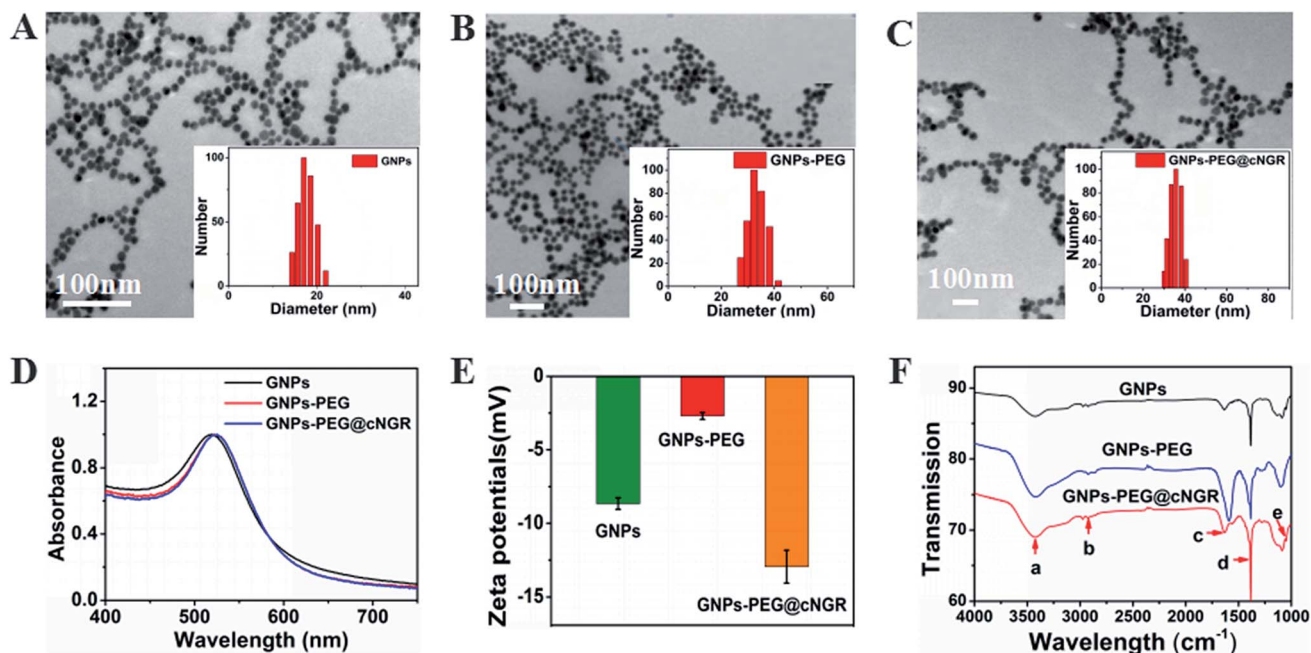 A
100nm
GNPs
100
75
50
25
0
Number
0 20 40
Diameter (nm)
B
100nm
GNPs-PEG
100
80
60
40
20
0
Number
0 20 40 60
Diameter (nm)
C
100nm
GNPs-PEG@cNGR
100
80
60
40
20
0
Number
0 20 40 60 80
Diameter (nm)
D
GNPs
GNPs-PEG
GNPs-PEG@cNGR
1.2
0.8
0.4
0.0
Absorbance
400 500 600 700
Wavelength (nm)
E
0
-5
-10
-15
Zeta potentials(mV)
GNPs
GNPs-PEG
GNPs-PEG@cNGR
F
90
80
70
60
Transmission
GNPs
GNPs-PEG
GNPs-PEG@cNGR
a
b
c
d
e
4000 3500 3000 2500 2000 1500 1000
Wavelength (cm-1)